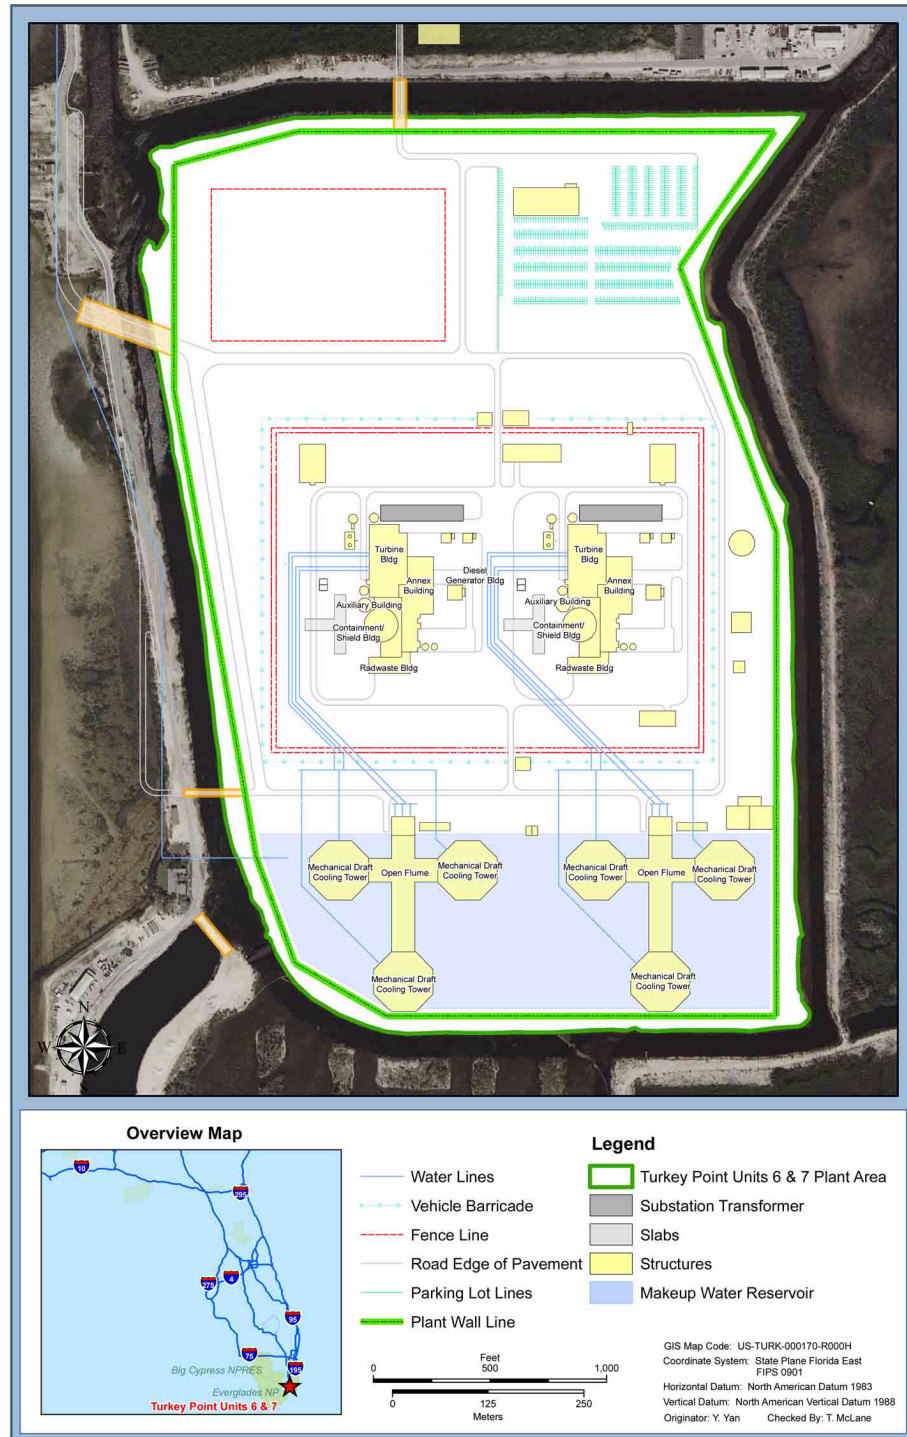 Turbine
Bldg
Turbine
Bldg
Diesel
Generator Bldg
Annex
Building
Annex
Building
Auxiliary Building
Auxiliary Building
Containment/
Shield Bldg
Containment/
Shield Bldg
Radwaste Bldg
Radwaste Bldg
Mechanical Draft
Cooling Tower
Open Flume
Mechanical Draft
Cooling Tower
Mechanical Draft
Cooling Tower
Open Flume
Mechanical Draft
Cooling Tower
Mechanical Draft
Cooling Tower
Mechanical Draft
Cooling Tower
N
W
E
S
Overview Map
10
295
275
4
95
75
195
Big Cypress NPRES
Everglades NP
Turkey Point Units 6 & 7
Legend
Water Lines
Vehicle Barricade
Fence Line
Road Edge of Pavement
Parking Lot Lines
Plant Wall Line
Turkey Point Units 6 & 7 Plant Area
Substation Transformer
Slabs
Structures
Makeup Water Reservoir
Feet
0 500 1,000
0 125 250
Meters
GIS Map Code: US-TURK-000170-R000H
Coordinate System: State Plane Florida East
FIPS 0901
Horizontal Datum: North American Datum 1983
Vertical Datum: North American Vertical Datum 1988
Originator: Y. Yan Checked By: T. McLane